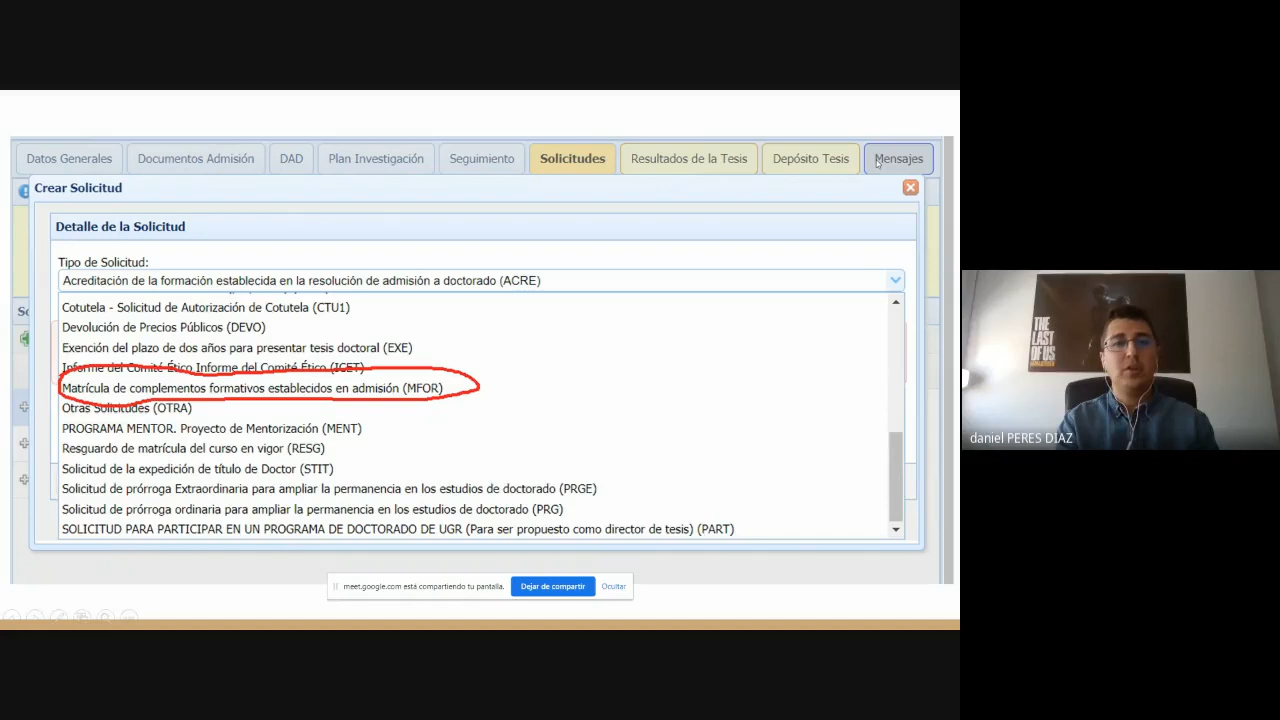 Datos Generales
Documentos Admisión
DAD
Plan Investigación
Seguimiento
Solicitudes
Resultados de la Tesis
Depósito Tesis
Mensajes
Crear Solicitud
Detalle de la Solicitud
Tipo de Solicitud:
Acreditación de la formación establecida en la resolución de admisión a doctorado (ACRE)
Cotutela - Solicitud de Autorización de Cotutela (CTU1)
Devolución de Precios Públicos (DEVO)
Exención del plazo de dos años para presentar tesis doctoral (EXE)
Informe del Comité Ético Informe del Comité Ético (ICET)
Matrícula de complementos formativos establecidos en admisión (MFOR)
Otras Solicitudes (OTRA)
PROGRAMA MENTOR. Proyecto de Mentorización (MENT)
Resguardo de matrícula del curso en vigor (RESG)
Solicitud de la expedición de título de Doctor (STIT)
Solicitud de prórroga Extraordinaria para ampliar la permanencia en los estudios de doctorado (PRGE)
Solicitud de prórroga ordinaria para ampliar la permanencia en los estudios de doctorado (PRG)
SOLICITUD PARA PARTICIPAR EN UN PROGRAMA DE DOCTORADO DE UGR (Para ser propuesto como director de tesis) (PART)
meet.google.com está compartiendo tu pantalla.
Dejar de compartir
Ocultar
THE
LAST
OF US
daniel PERES DIAZ